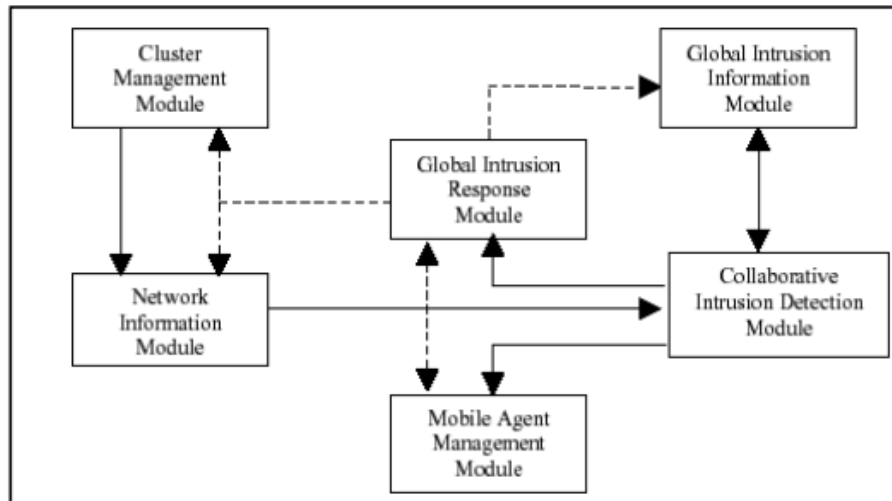 Cluster
Management
Module
Global Intrusion
Information
Module
Global Intrusion
Response
Module
Network
Information
Module
Collaborative
Intrusion Detection
Module
Mobile Agent
Management
Module